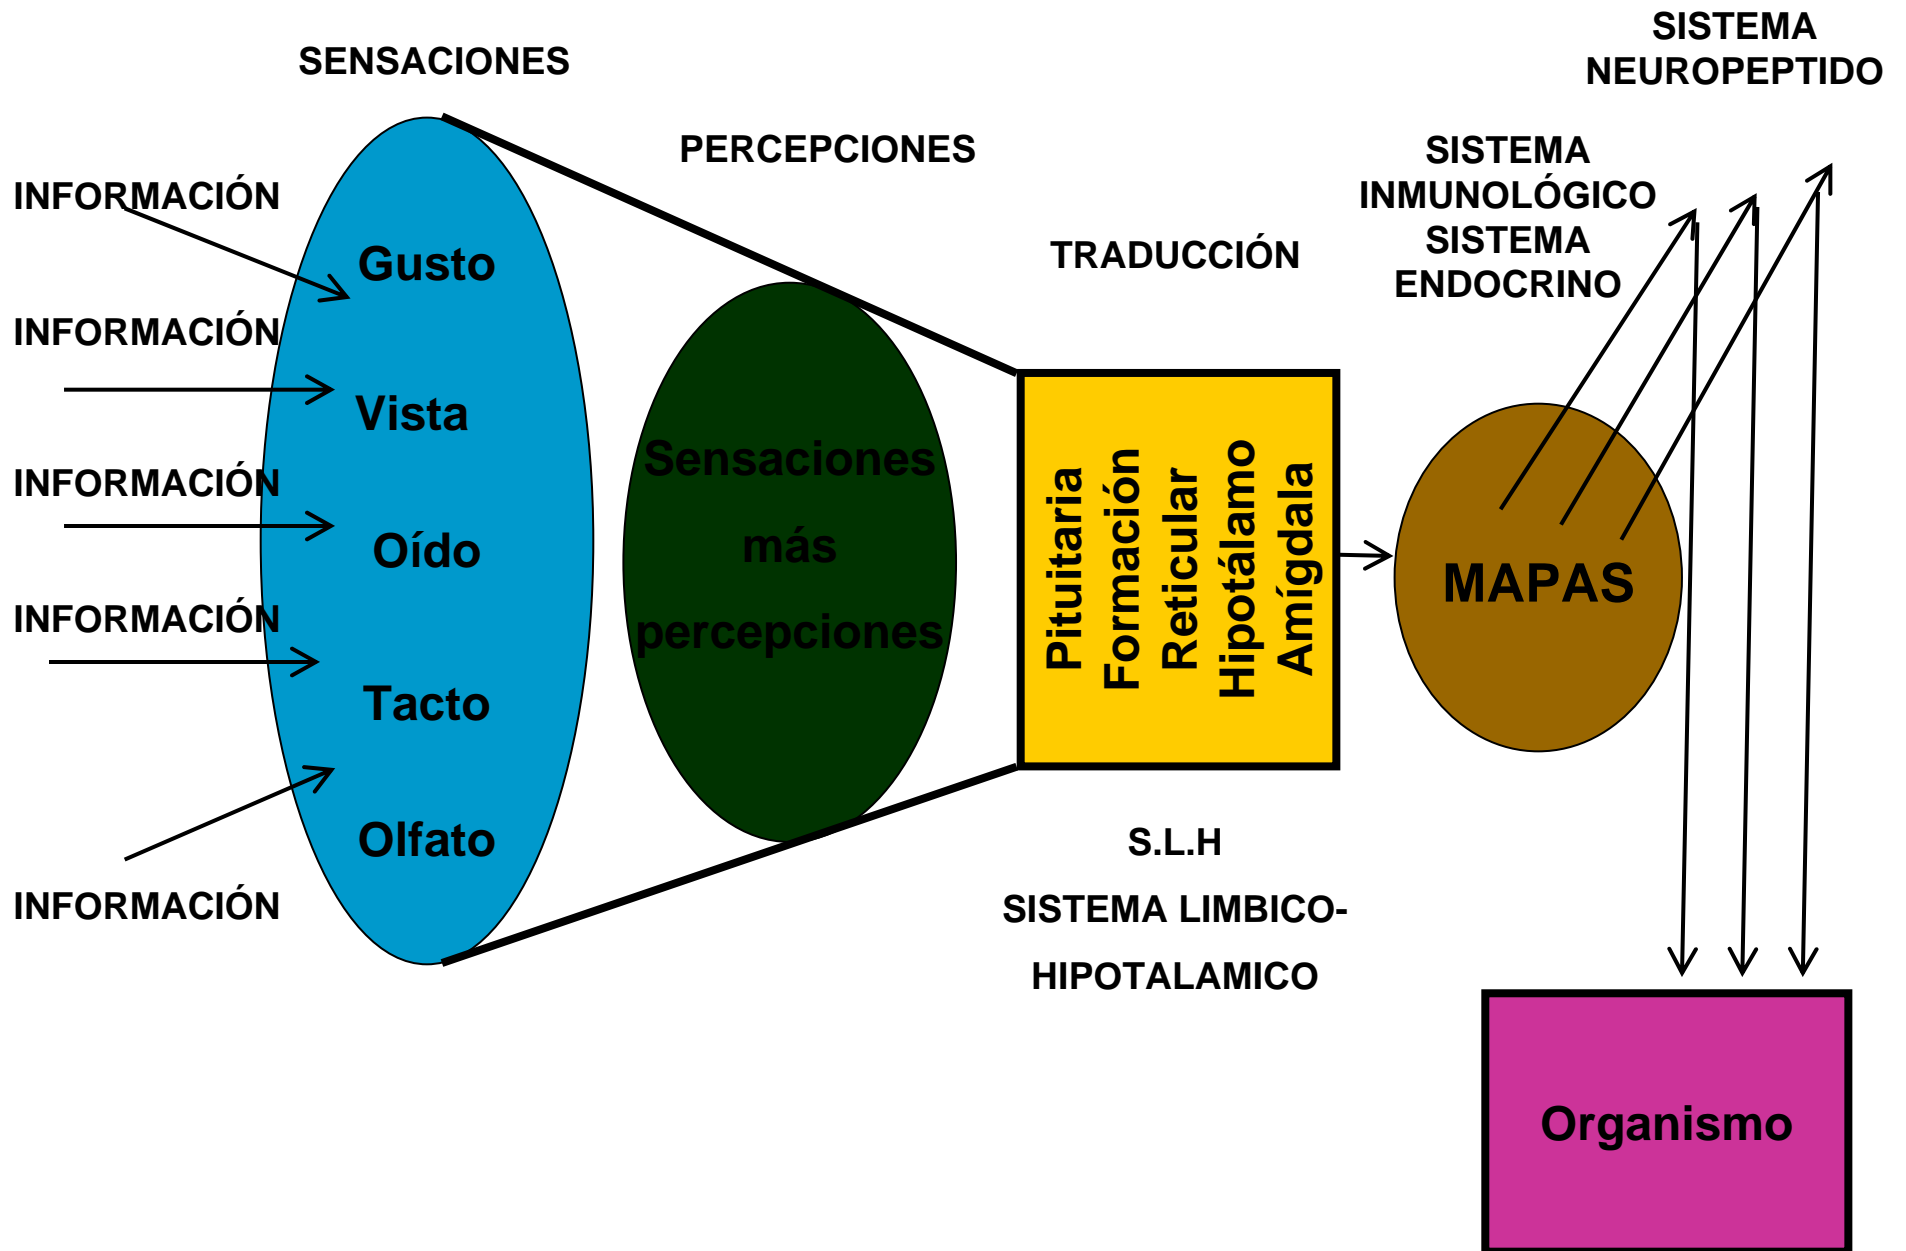 SENSACIONES
INFORMACIÓN
INFORMACIÓN
INFORMACIÓN
INFORMACIÓN
INFORMACIÓN
Gusto
Vista
Oído
Tacto
Olfato
PERCEPCIONES
Sensaciones
más
percepciones
TRADUCCIÓN
Pituitaria
Formación
Reticular
Hipotálamo
Amígdala
S.L.H
SISTEMA LIMBICO-
HIPOTALAMICO
MAPAS
SISTEMA
INMUNOLÓGICO
SISTEMA
ENDOCRINO
SISTEMA
NEUROPEPTIDO
Organismo